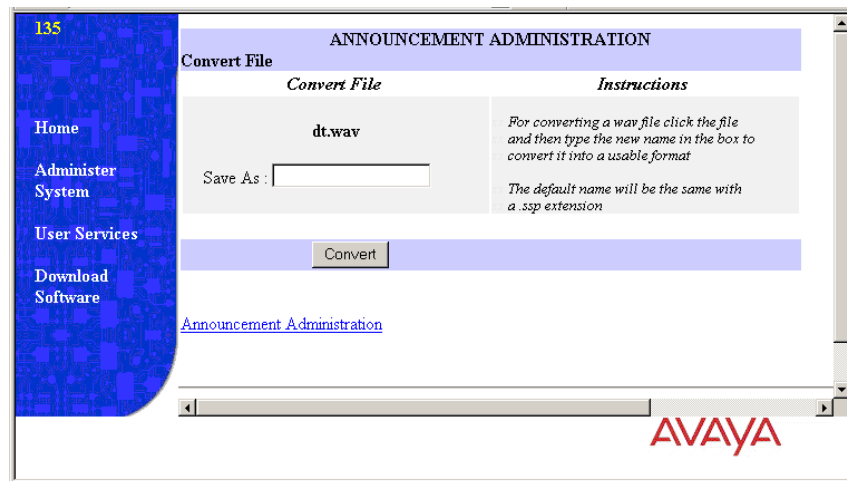 135
ANNOUNCEMENT ADMINISTRATION
Convert File
Convert File
Instructions
dt.wav
Save As :
For converting a wav file click the file
and then type the new name in the box to
convert it into a usable format
The default name will be the same with
a .ssp extension
Home
Administer
System
User Services
Download
Software
Convert
Announcement Administration
AVAYA